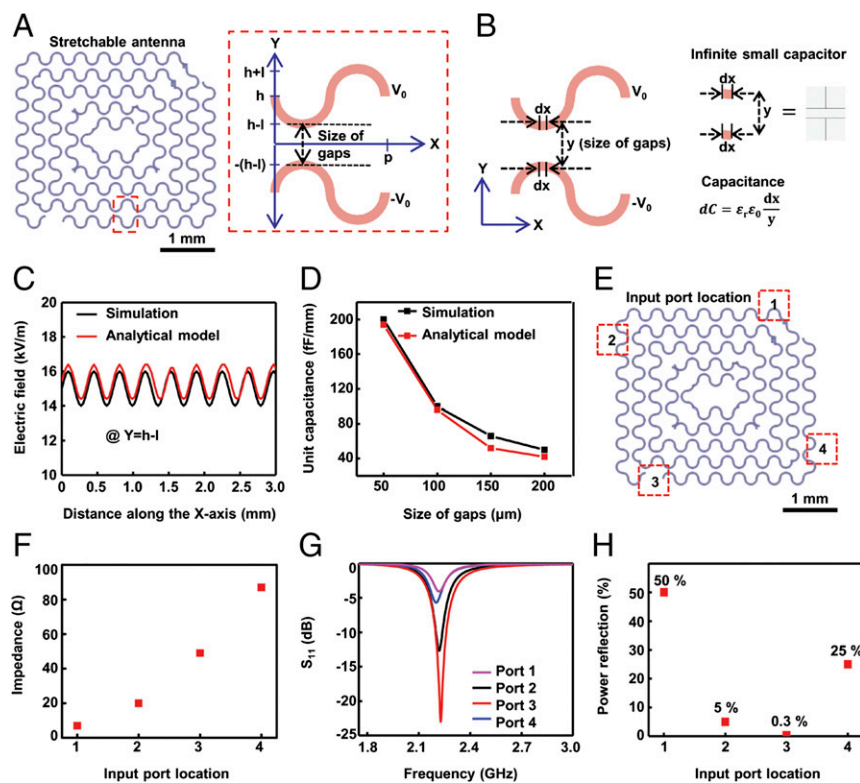 A
Stretchable antenna
1 mm
Y
h+l
h
h-l
-(h-l)
Size of
gaps
V0
X
p
-V0
B
dx
V0
y (size of gaps)
dx
-V0
Y
X
Infinite small capacitor
dx
y
=
dx
Capacitance
dC = εrε0 dx/y
C
Electric field (kV/m)
20
19
18
17
16
15
14
13
12
11
10
Simulation
Analytical model
@ Y=h-l
0
0.5
1.0
1.5
2.0
2.5
3.0
Distance along the X-axis (mm)
D
Unit capacitance (fF/mm)
200
160
120
80
40
Simulation
Analytical model
50
100
150
200
Size of gaps (µm)
E
Input port location
1
2
3
4
1 mm
F
Impedance (Ω)
100
80
60
40
20
0
1
2
3
4
Input port location
G
S11 (dB)
0
-5
-10
-15
-20
-25
Port 1
Port 2
Port 3
Port 4
1.8
2.1
2.4
2.7
3.0
Frequency (GHz)
H
Power reflection (%)
50
40
30
20
10
0
50 %
5 %
0.3 %
25 %
1
2
3
4
Input port location